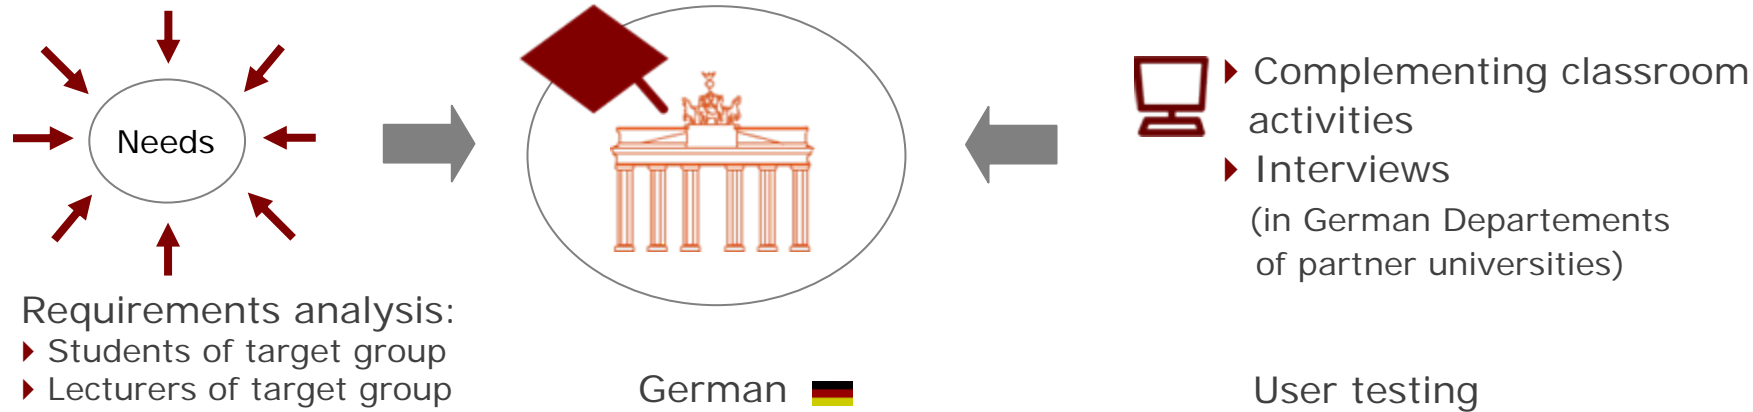 Needs
Requirements analysis:
Students of target group
Lecturers of target group
German
Complementing classroom
activities
Interviews
(in German Departements
of partner universities)
User testing